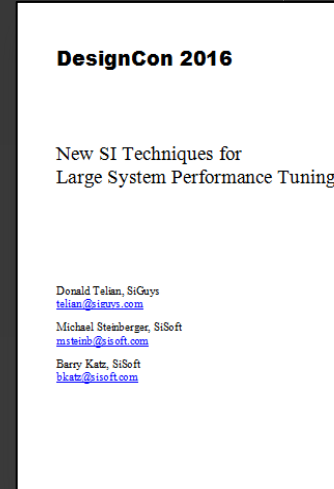 DesignCon 2016
New SI Techniques for
Large System Performance Tuning
Donald Telian, SiGuys
telian@siguys.com
Michael Steinberger, SiSoft
msteinb@sisoft.com
Barry Katz, SiSoft
bkatz@sisoft.com